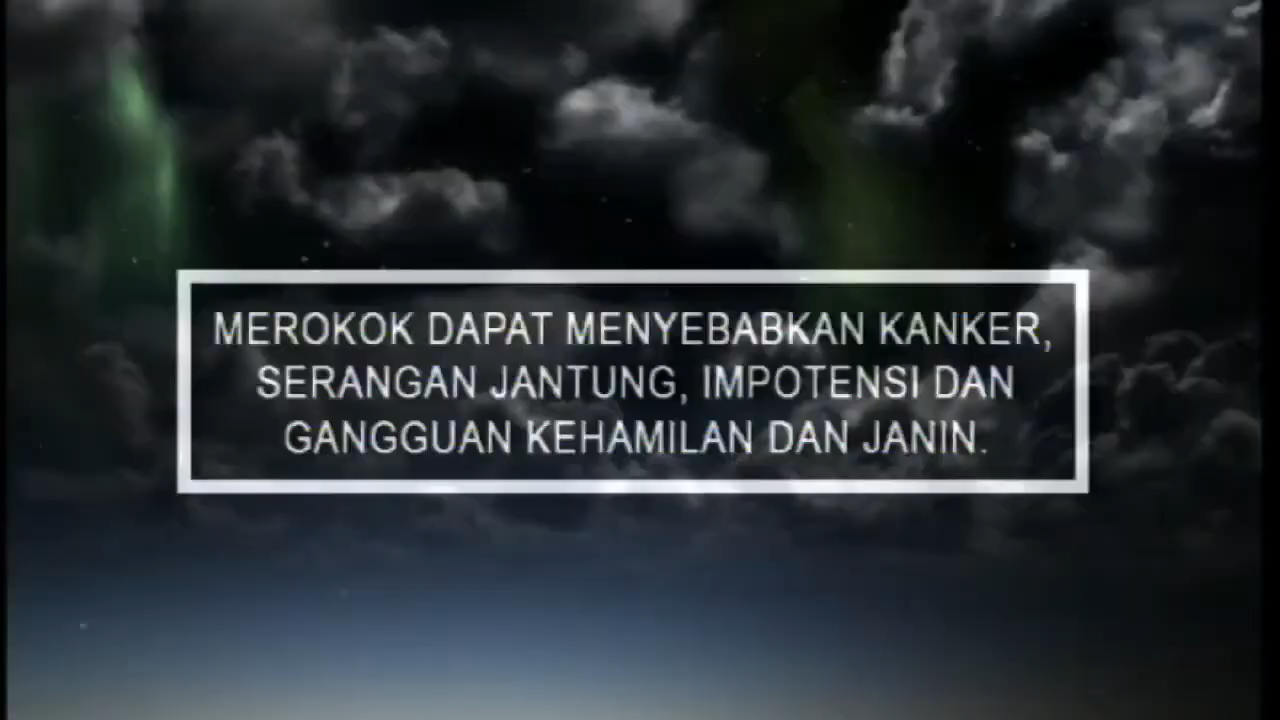 MEROKOK DAPAT MENYEBABKAN KANKER,
SERANGAN JANTUNG, IMPOTENSI DAN
GANGGUAN KEHAMILAN DAN JANIN.